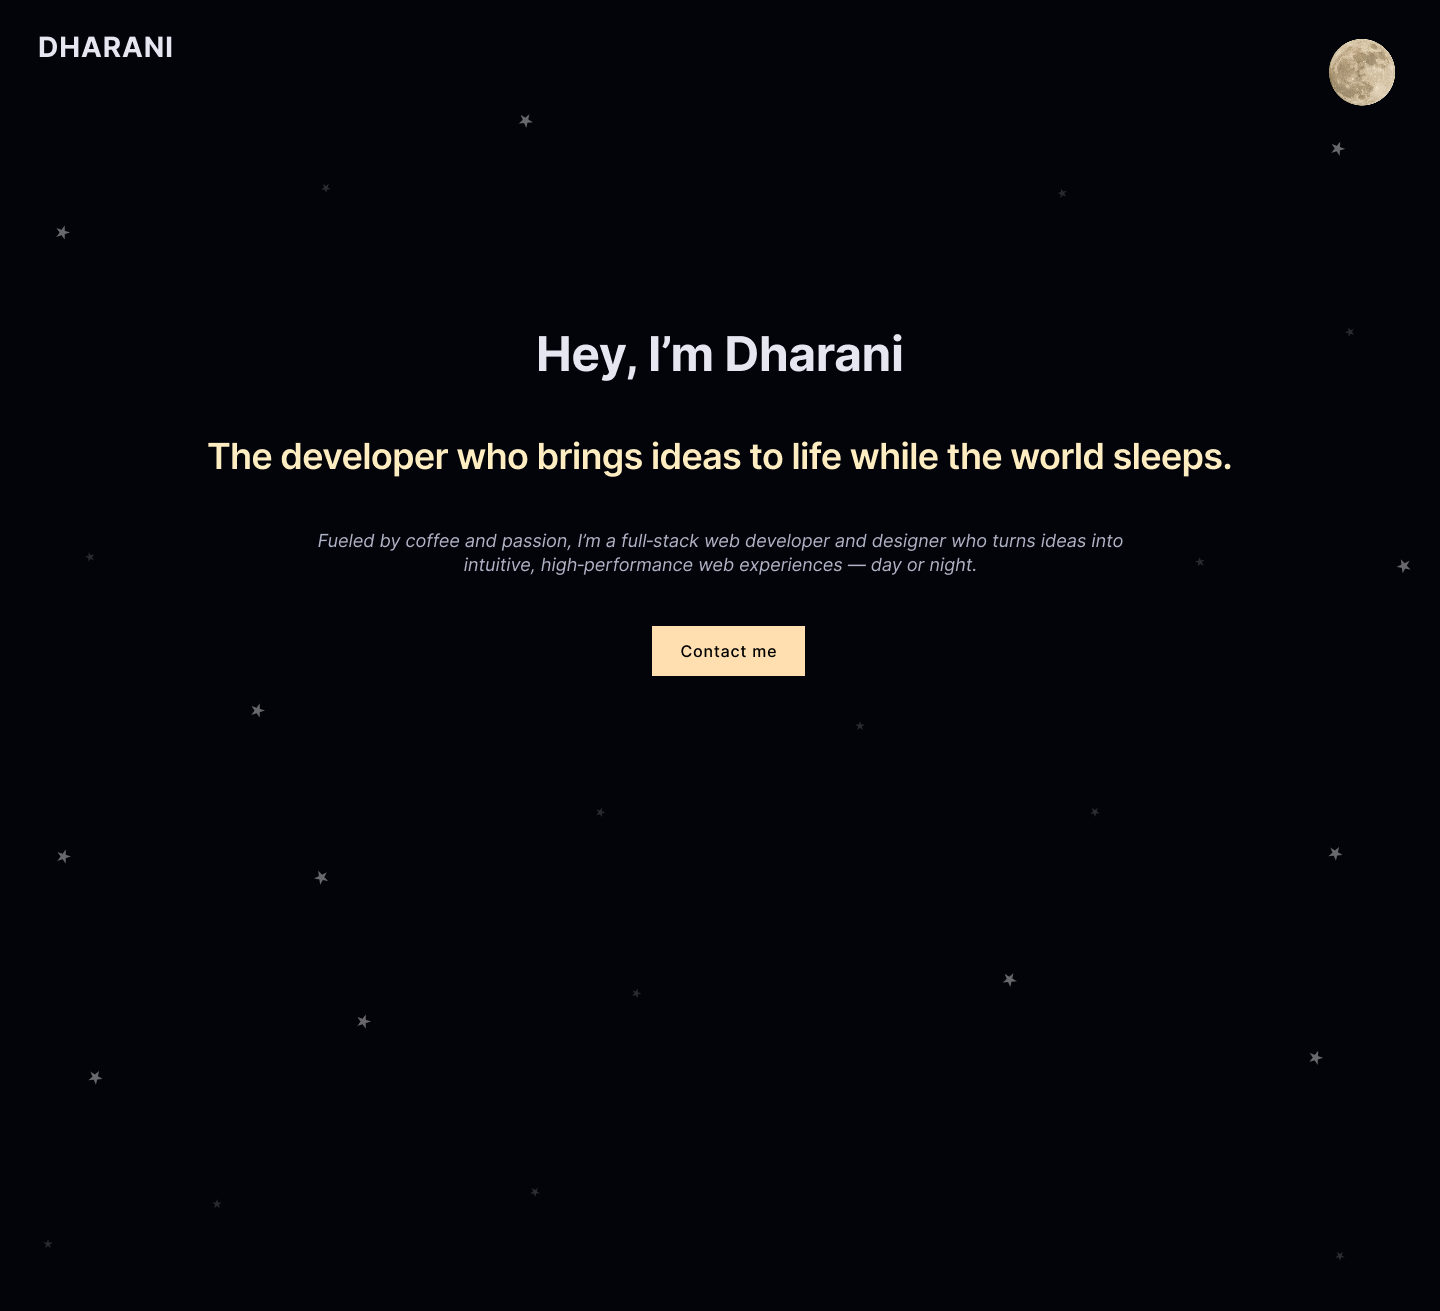 DHARANI
Hey, I’m Dharani
The developer who brings ideas to life while the world sleeps.
Fueled by coffee and passion, I’m a full-stack web developer and designer who turns ideas into
intuitive, high-performance web experiences — day or night.
Contact me